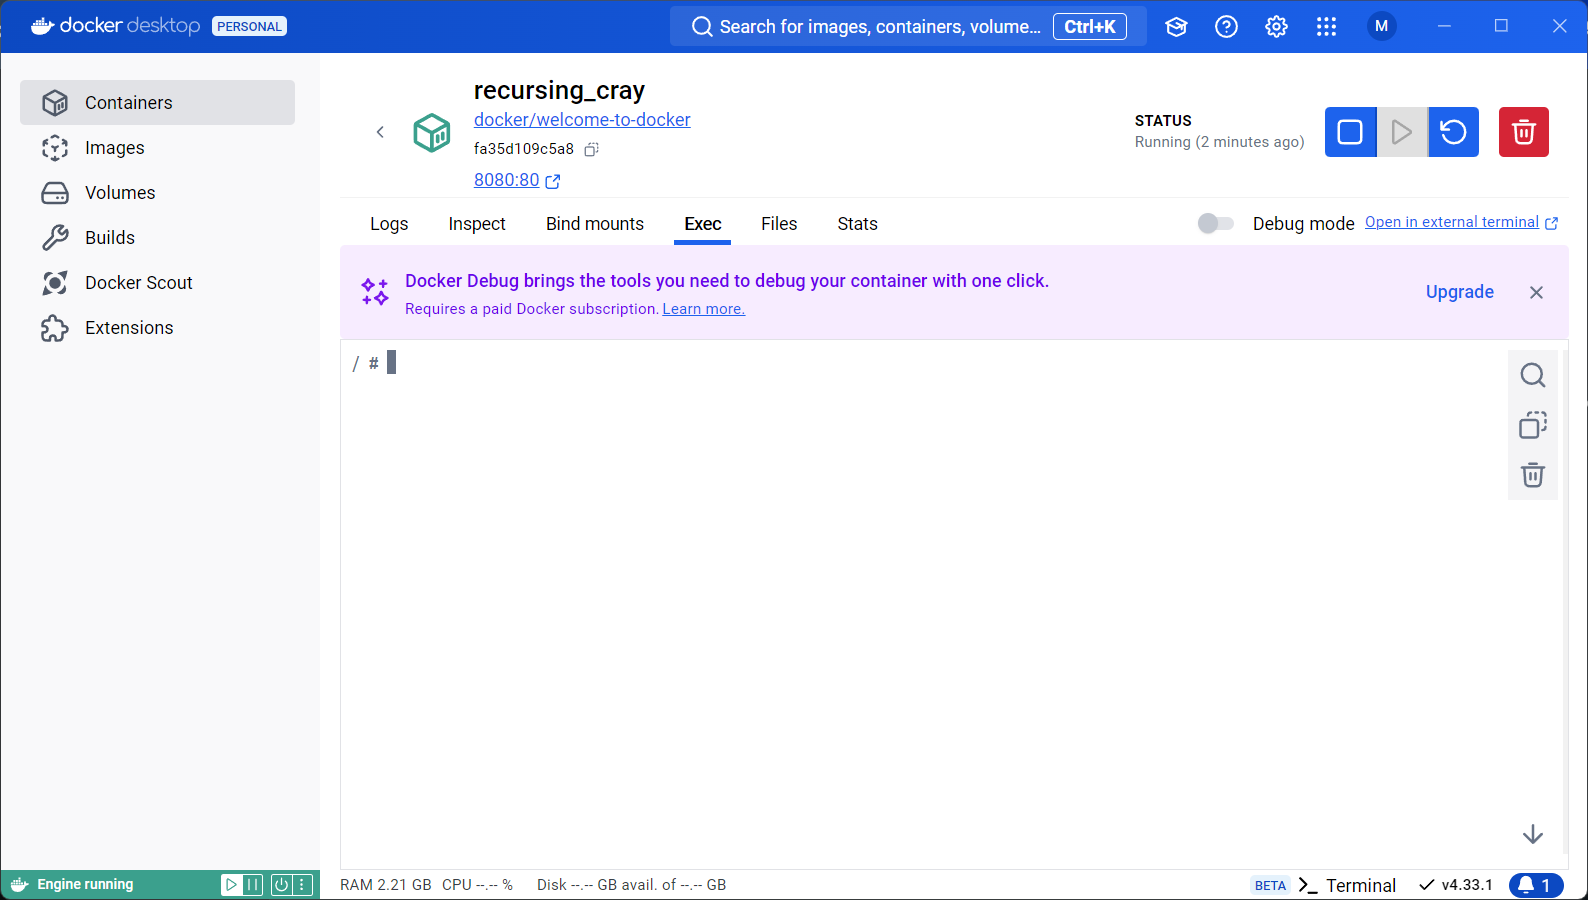 docker desktop PERSONAL
Search for images, containers, volume... Ctrl+K
M
Containers
Images
Volumes
Builds
Docker Scout
Extensions
recursing_cray
docker/welcome-to-docker
fa35d109c5a8
8080:80
STATUS
Running (2 minutes ago)
Logs Inspect Bind mounts Exec Files Stats
Debug mode Open in external terminal
Docker Debug brings the tools you need to debug your container with one click.
Requires a paid Docker subscription. Learn more.
Upgrade
/ #
Engine running
RAM 2.21 GB CPU --.-- % Disk --.-- GB avail. of --.-- GB
BETA Terminal v4.33.1 1